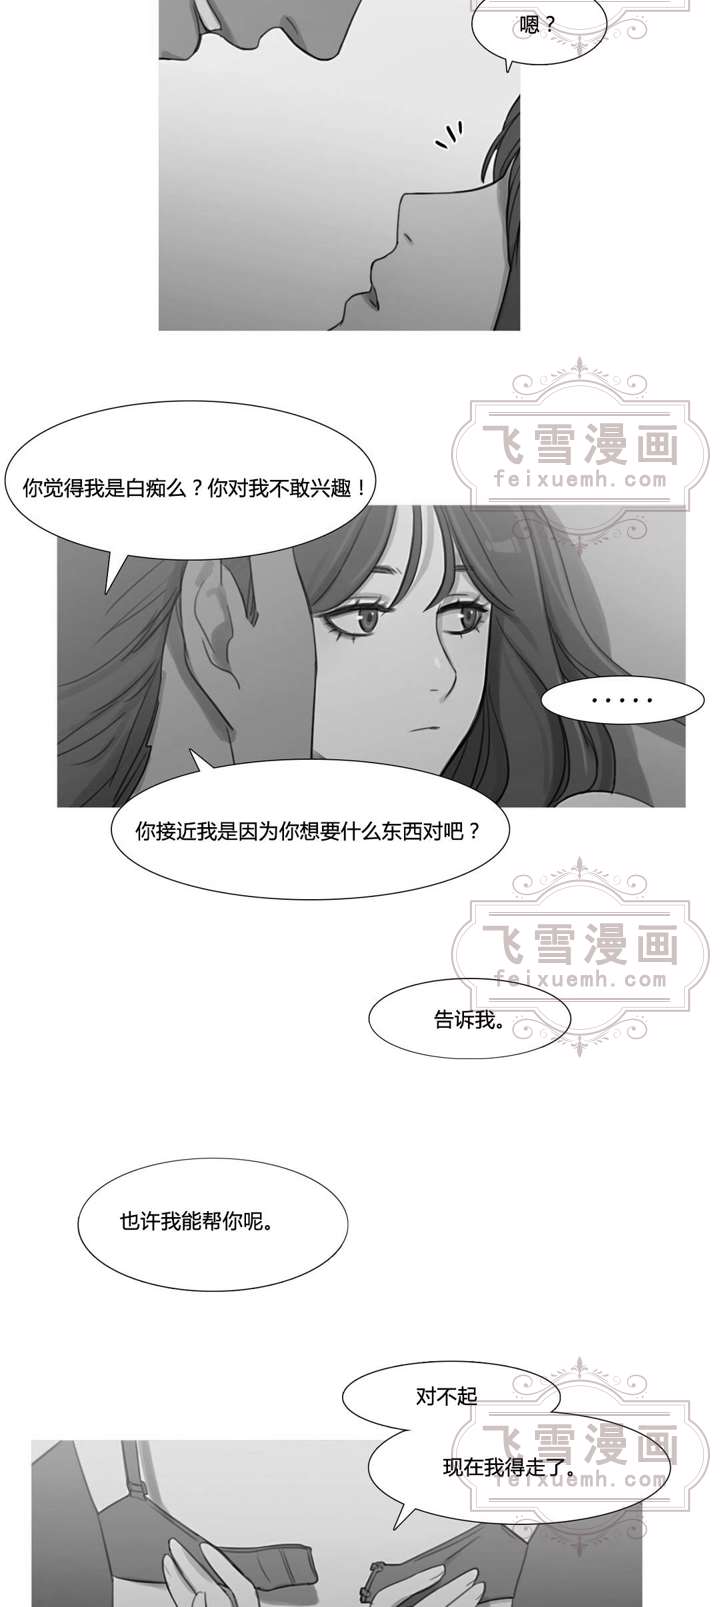 嗯？
feixuemh.com
飞雪漫画
feixuemh.com
你觉得我是白痴么？你对我不敢兴趣！
·····
你接近我是因为你想要什么东西对吧？
飞雪漫画
feixuemh.com
告诉我。
也许我能帮你呢。
对不起
飞雪漫画
feixuemh.com
现在我得走了。